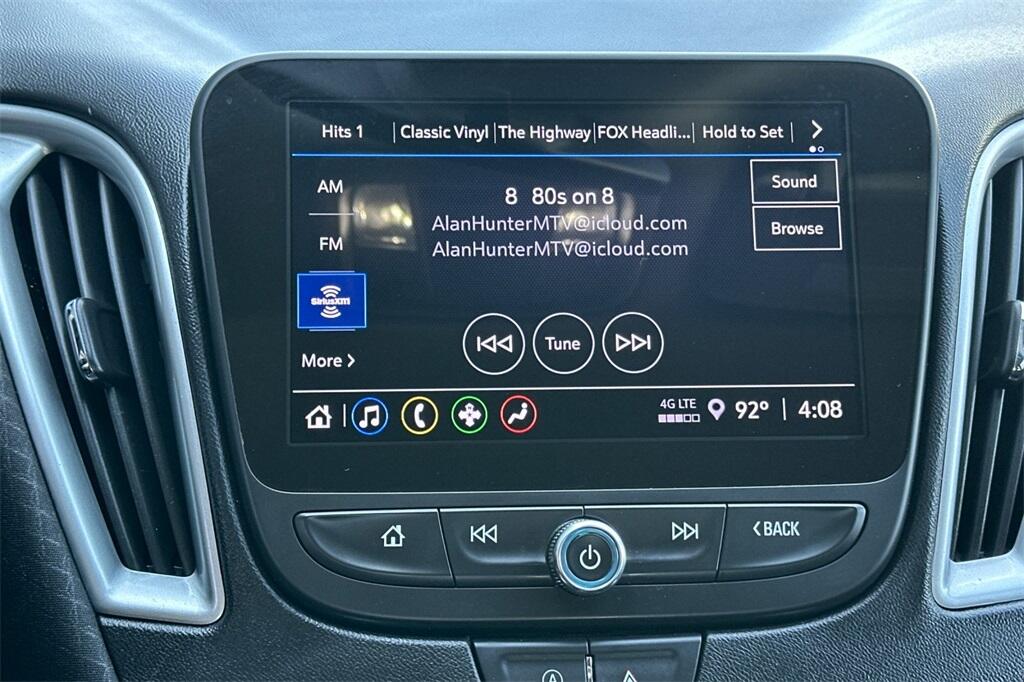 Hits 1 Classic Vinyl The Highway FOX Headli... Hold to Set
AM
8 80s on 8
Sound
AlanHunterMTV@icloud.com
FM
Browse
AlanHunterMTV@icloud.com
SiriusXM
Tune
More
4G LTE
92° 4:08
BACK
A